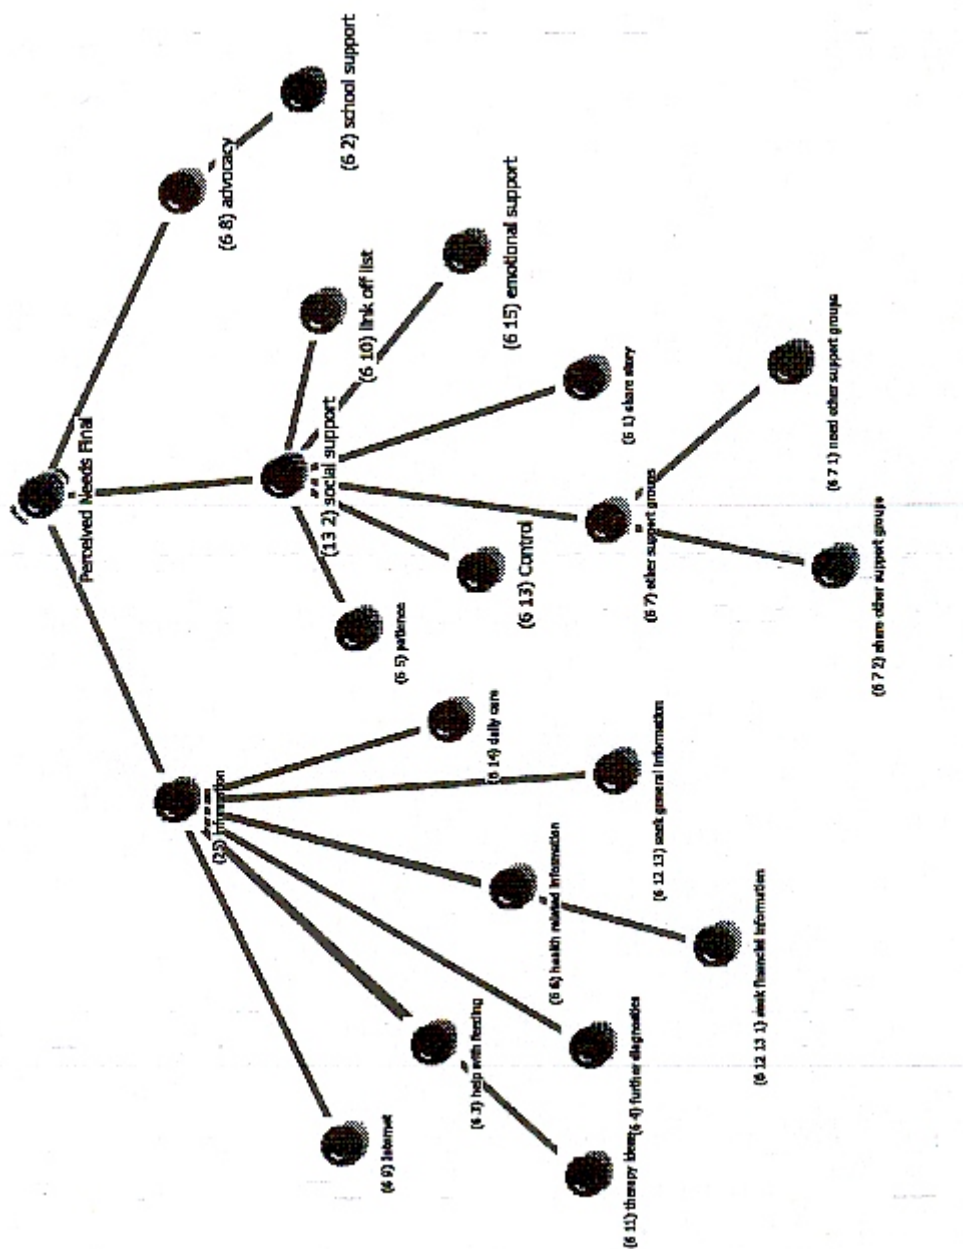 Perceived Needs Final
(25) information
(13 2) social support
(6 8) advocacy
(6 9) Internet
(6 3) help with feeding
(6 11) therapy ideas
(6 4) further diagnostics
(6 6) health related information
(6 12 13 1) seek financial information
(6 12 13) seek general information
(6 14) daily care
(6 5) patience
(6 13) Control
(6 7) other support groups
(6 7 2) share other support groups
(6 7 1) need other support groups
(6 1) share story
(6 15) emotional support
(6 10) link off list
(6 2) school support